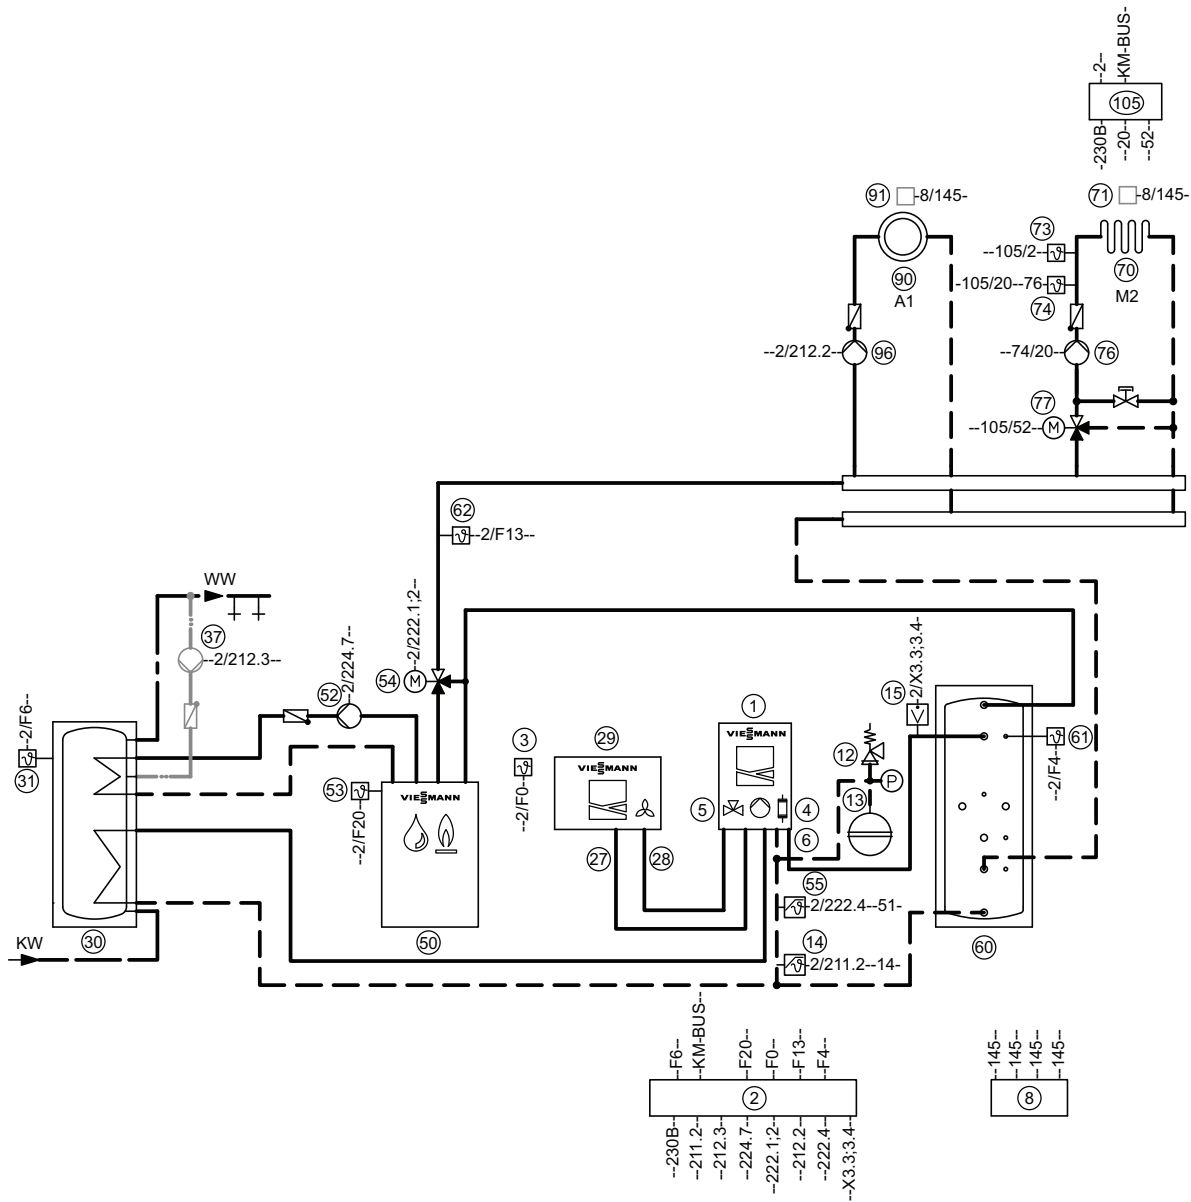 --2--
KM-BUS-
105
-230B-
--20---
--52---
91
-8/145-
71
-8/145-
73
--105/2--
90
A1
70
M2
-105/20--76-
74
--2/212.2--
96
--74/20--
76
77
--105/52--
M
62
--2/F13--
WW
--2/222.1;2--
37
--2/212.3--
54
M
52
--2/224.7--
15
--2/X3.3;3.4-
--2/F6--
31
3
29
1
VIESMANN
VIESMANN
12
P
61
--2/F4--
53
--2/F20--
VIESMANN
--2/F0--
5
4
13
6
27
28
55
-2/222.4--51-
14
-2/211.2--14-
KW
30
50
60
--F6--
KM-BUS--
--F20--
--F0--
--F13--
--F4--
2
--230B--
--211.2--
--212.3--
--224.7--
--222.1;2--
--212.2--
--222.4--
--X3.3;3.4--
--145--
--145--
--145--
--145--
8